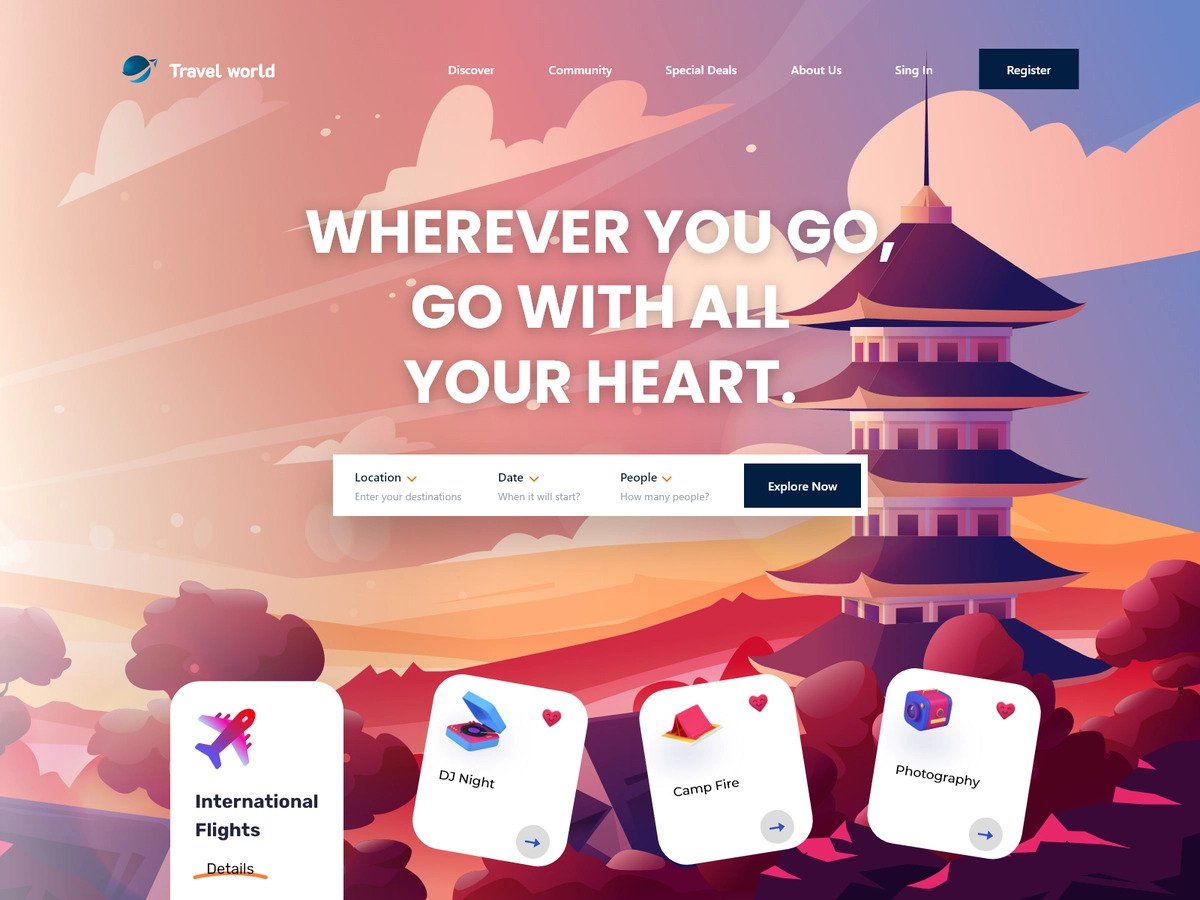 Travel world
Discover
Community
Special Deals
About Us
Sing In
Register
WHEREVER YOU GO,
GO WITH ALL
YOUR HEART.
Location
Enter your destinations
Date
When it will start?
People
How many people?
Explore Now
International
Flights
Details
DJ Night
Camp Fire
Photography